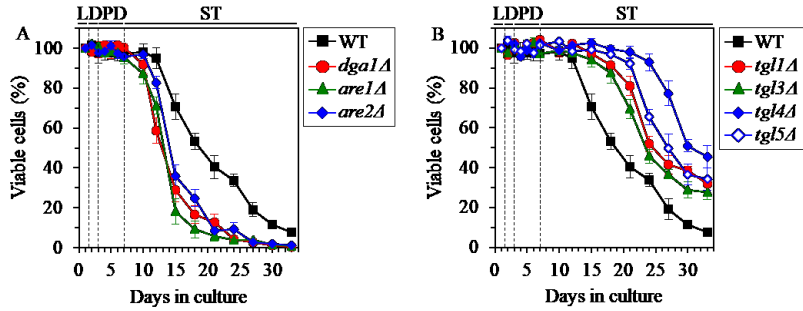 L D PD ST
A
WT
dga1Δ
are1Δ
are2Δ
Viable cells (%)
100
80
60
40
20
0
0 5 10 15 20 25 30
Days in culture
L D PD ST
B
WT
tgl1Δ
tgl3Δ
tgl4Δ
tgl5Δ
Viable cells (%)
100
80
60
40
20
0
0 5 10 15 20 25 30
Days in culture